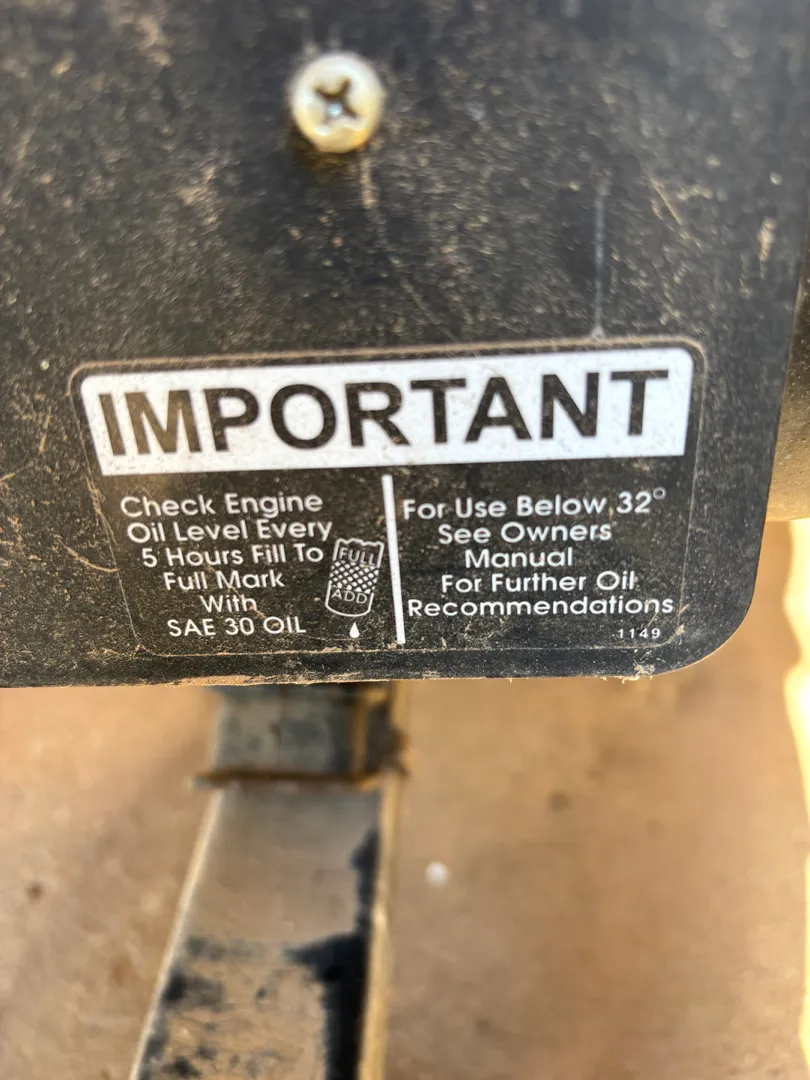 IMPORTANT
Check Engine
Oil Level Every
5 Hours Fill To
Full Mark
With
SAE 30 OIL
FULL
ADD
For Use Below 32°
See Owners
Manual
For Further Oil
Recommendations
1149